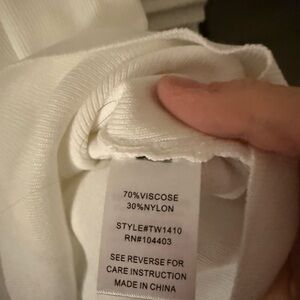 70%VISCOSE
30%NYLON
STYLE#TW1410
RN#104403
SEE REVERSE FOR
CARE INSTRUCTION
MADE IN CHINA